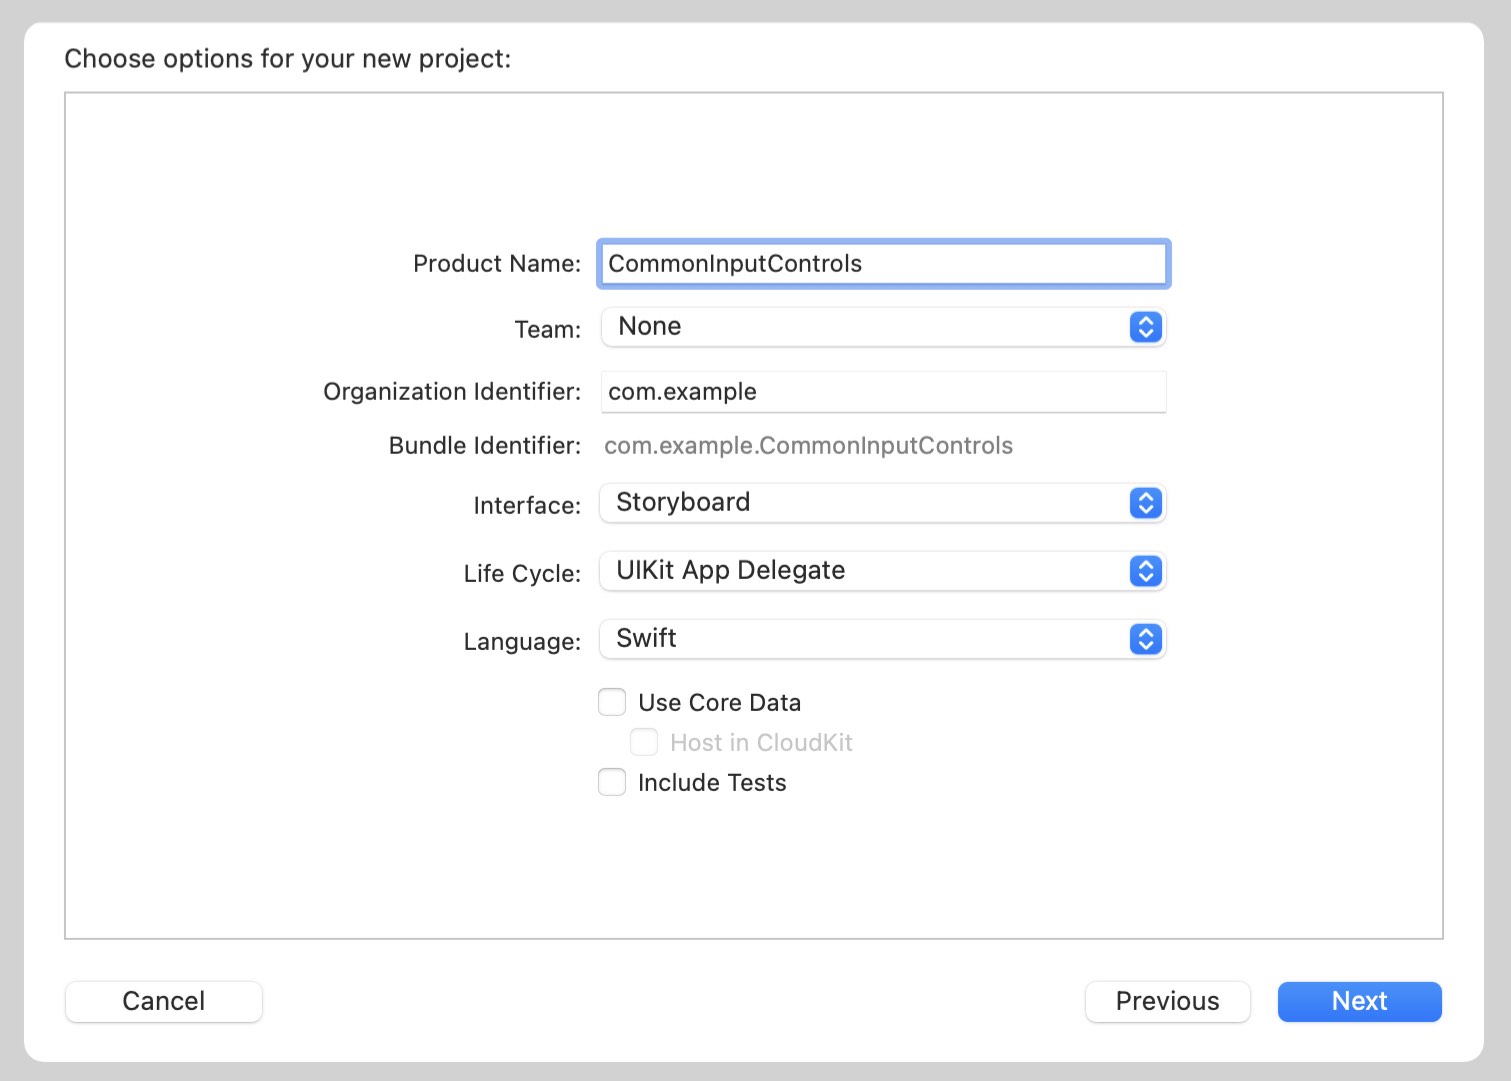 Choose options for your new project:
Product Name: CommonInputControls
Team: None
Organization Identifier: com.example
Bundle Identifier: com.example.CommonInputControls
Interface: Storyboard
Life Cycle: UIKit App Delegate
Language: Swift
Use Core Data
Host in CloudKit
Include Tests
Cancel Previous Next